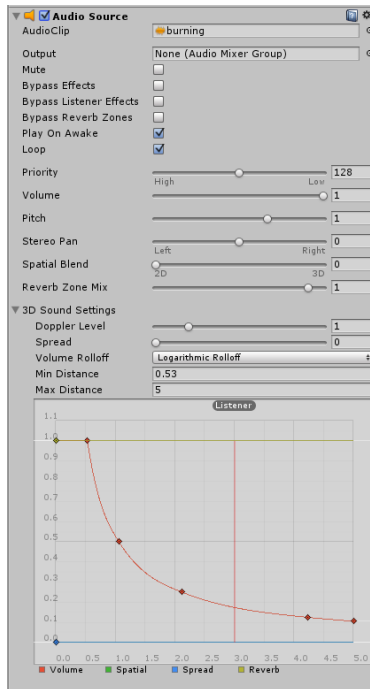 Audio Source
AudioClip burning
Output None (Audio Mixer Group)
Mute
Bypass Effects
Bypass Listener Effects
Bypass Reverb Zones
Play On Awake
Loop
Priority 128
High Low
Volume 1
Pitch 1
Stereo Pan 0
Left Right
Spatial Blend 0
2D 3D
Reverb Zone Mix 1
3D Sound Settings
Doppler Level 1
Spread 0
Volume Rolloff Logarithmic Rolloff
Min Distance 0.53
Max Distance 5
Listener
1.1
1.0
0.9
0.8
0.7
0.6
0.5
0.4
0.3
0.2
0.1
0.0
0.0 0.5 1.0 1.5 2.0 2.5 3.0 3.5 4.0 4.5 5.0
Volume Spatial Spread Reverb